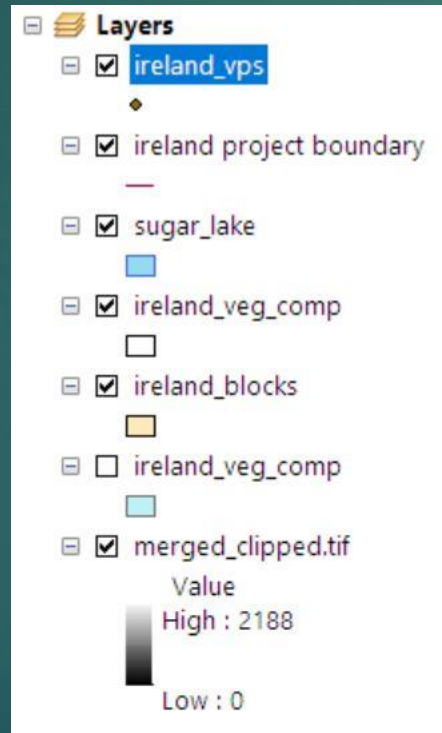 Layers
ireland_vps
ireland project boundary
sugar_lake
ireland_veg_comp
ireland_blocks
ireland_veg_comp
merged_clipped.tif
Value
High : 2188
Low : 0